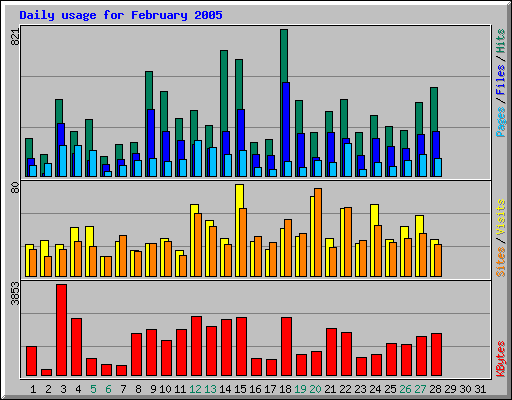 Daily usage for February 2005
821
Pages / Files / Hits
80
Sites / Visits
3853
KBytes
1 2 3 4 5 6 7 8 9 10 11 12 13 14 15 16 17 18 19 20 21 22 23 24 25 26 27 28 29 30 31